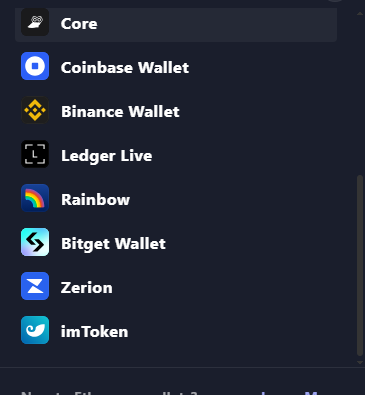 Core
Coinbase Wallet
Binance Wallet
Ledger Live
Rainbow
Bitget Wallet
Zerion
imToken